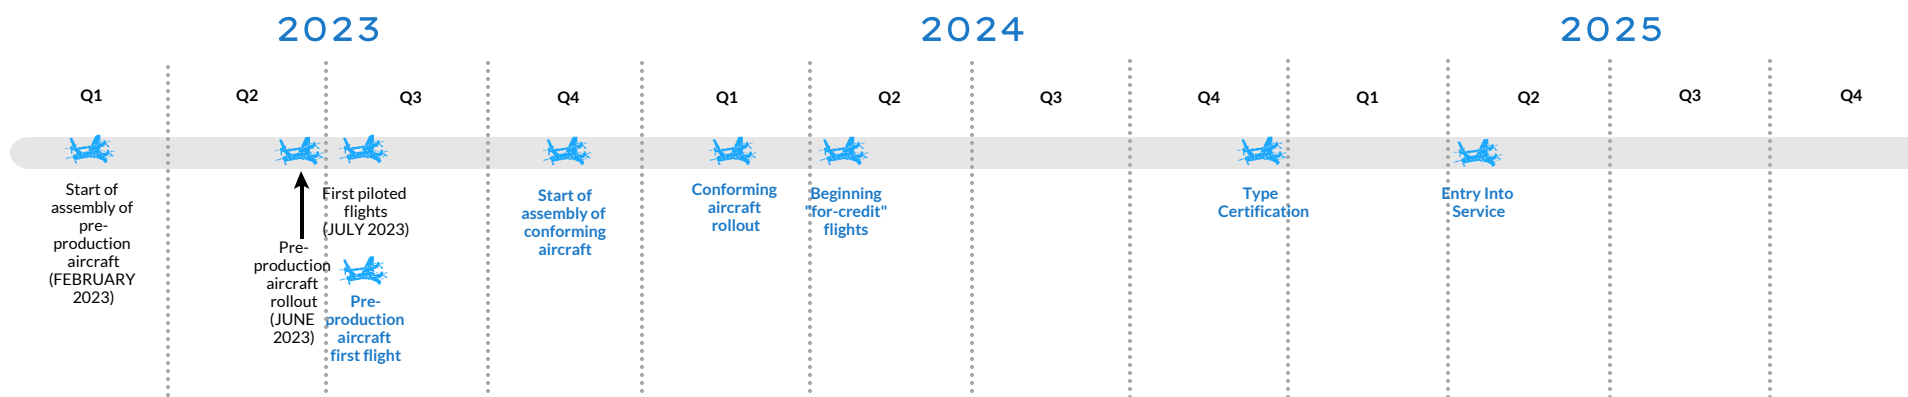 2023
2024
2025
Q1
Q2
Q3
Q4
Q1
Q2
Q3
Q4
Q1
Q2
Q3
Q4
Start of
assembly of
pre-
production
aircraft
(FEBRUARY
2023)
Pre-
production
aircraft
rollout
(JUNE
2023)
First piloted
flights
(JULY 2023)
Pre-
production
aircraft
first flight
Start of
assembly of
conforming
aircraft
Conforming
aircraft
rollout
Beginning
"for-credit"
flights
Type
Certification
Entry Into
Service